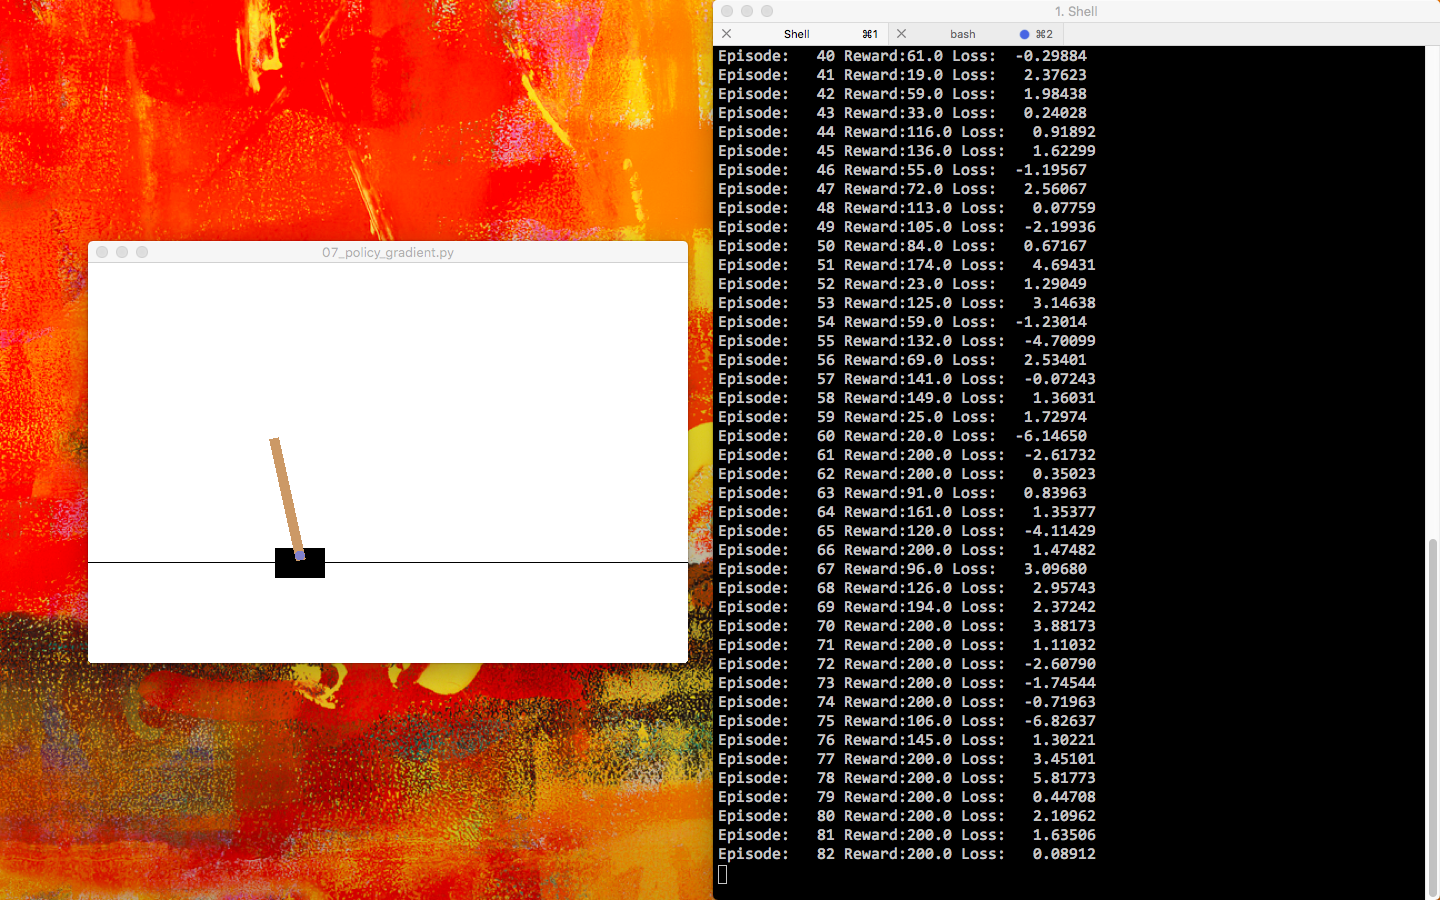 1. Shell
Shell ⌘1 bash ⌘2
07_policy_gradient.py
Episode: 40 Reward:61.0 Loss: -0.29884
Episode: 41 Reward:19.0 Loss: 2.37623
Episode: 42 Reward:59.0 Loss: 1.98438
Episode: 43 Reward:33.0 Loss: 0.24028
Episode: 44 Reward:116.0 Loss: 0.91892
Episode: 45 Reward:136.0 Loss: 1.62299
Episode: 46 Reward:55.0 Loss: -1.19567
Episode: 47 Reward:72.0 Loss: 2.56067
Episode: 48 Reward:113.0 Loss: 0.07759
Episode: 49 Reward:105.0 Loss: -2.19936
Episode: 50 Reward:84.0 Loss: 0.67167
Episode: 51 Reward:174.0 Loss: 4.69431
Episode: 52 Reward:23.0 Loss: 1.29049
Episode: 53 Reward:125.0 Loss: 3.14638
Episode: 54 Reward:59.0 Loss: -1.23014
Episode: 55 Reward:132.0 Loss: -4.70099
Episode: 56 Reward:69.0 Loss: 2.53401
Episode: 57 Reward:141.0 Loss: -0.07243
Episode: 58 Reward:149.0 Loss: 1.36031
Episode: 59 Reward:25.0 Loss: 1.72974
Episode: 60 Reward:20.0 Loss: -6.14650
Episode: 61 Reward:200.0 Loss: -2.61732
Episode: 62 Reward:200.0 Loss: 0.35023
Episode: 63 Reward:91.0 Loss: 0.83963
Episode: 64 Reward:161.0 Loss: 1.35377
Episode: 65 Reward:120.0 Loss: -4.11429
Episode: 66 Reward:200.0 Loss: 1.47482
Episode: 67 Reward:96.0 Loss: 3.09680
Episode: 68 Reward:126.0 Loss: 2.95743
Episode: 69 Reward:194.0 Loss: 2.37242
Episode: 70 Reward:200.0 Loss: 3.88173
Episode: 71 Reward:200.0 Loss: 1.11032
Episode: 72 Reward:200.0 Loss: -2.60790
Episode: 73 Reward:200.0 Loss: -1.74544
Episode: 74 Reward:200.0 Loss: -0.71963
Episode: 75 Reward:106.0 Loss: -6.82637
Episode: 76 Reward:145.0 Loss: 1.30221
Episode: 77 Reward:200.0 Loss: 3.45101
Episode: 78 Reward:200.0 Loss: 5.81773
Episode: 79 Reward:200.0 Loss: 0.44708
Episode: 80 Reward:200.0 Loss: 2.10962
Episode: 81 Reward:200.0 Loss: 1.63506
Episode: 82 Reward:200.0 Loss: 0.08912